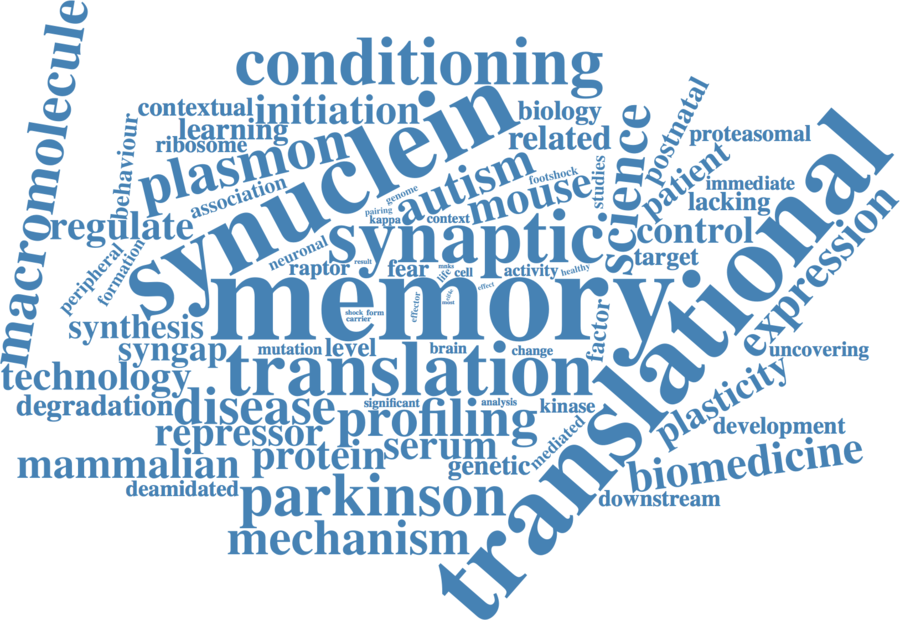 macromolecule
conditioning
contextual
initiation
biology
learning
ribosome
related
behaviour
plasmon
synuclein
association
regulate
autism
genome
footshock
mouse
studies
pairing
kappa
context
science
postnatal
proteasomal
patient
immediate
lacking
control
target
translational
expression
peripheral
formation
neuronal
synaptic
raptor
result
fear
life
cell
activity
healthy
effect
memory
shock
form
carrier
effector
factor
synthesis
syngap
mutation
level
brain
change
uncovering
technology
translation
plasticity
degradation
disease
significant
analysis
kinase
profiling
repressor
mediated
development
mammalian
protein
serum
genetic
biomedicine
deamidated
parkinson
downstream
mechanism